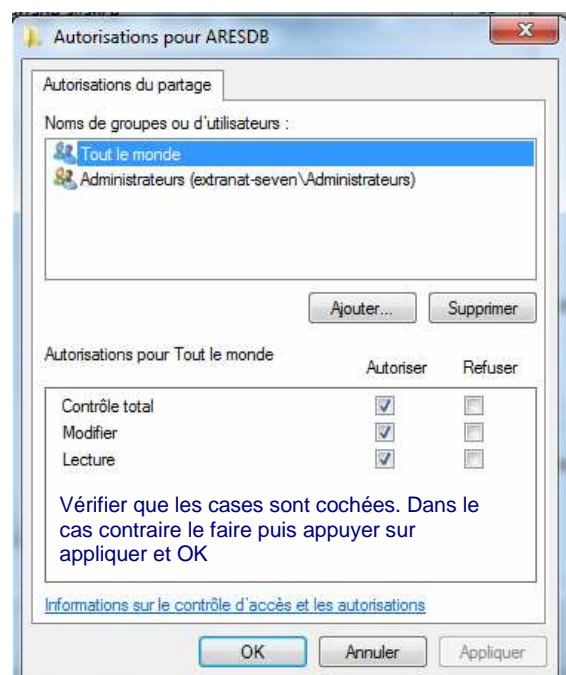 Autorisations pour ARESDB
Autorisations du partage
Noms de groupes ou d'utilisateurs :
Tout le monde
Administrateurs (extranat-seven\Administrateurs)
Ajouter...
Supprimer
Autorisations pour Tout le monde
Autoriser
Refuser
Contrôle total
Modifier
Lecture
Vérifier que les cases sont cochées. Dans le
cas contraire le faire puis appuyer sur
appliquer et OK
Informations sur le contrôle d'accès et les autorisations
OK
Annuler
Appliquer